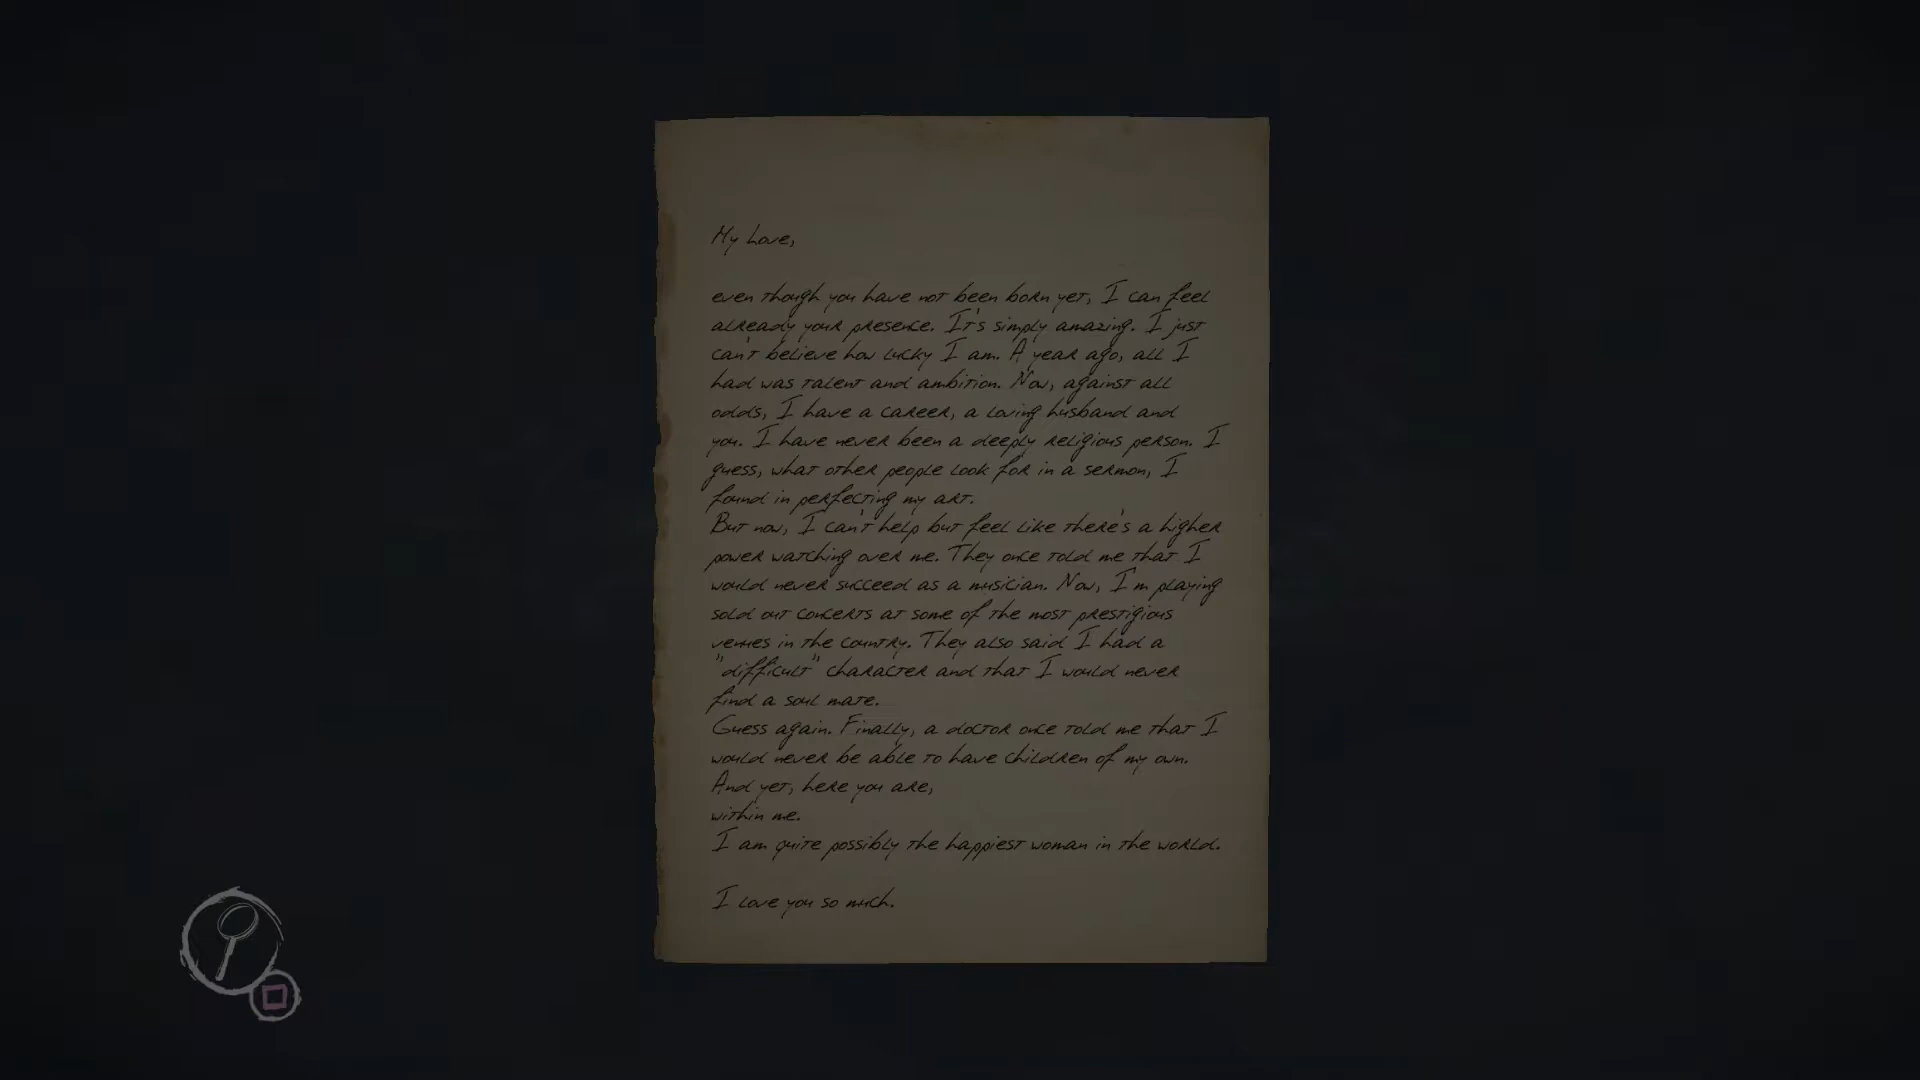 My Love,
even though you have not been born yet, I can feel
already your presence. It's simply amazing. I just
can't believe how lucky I am. A year ago, all I
had was talent and ambition. Now, against all
odds, I have a career, a loving husband and
you. I have never been a deeply religious person. I
guess, what other people look for in a sermon, I
found in perfecting my art.
But now, I can't help but feel like there's a higher
power watching over me. They once told me that I
would never succeed as a musician. Now, I'm playing
sold out concerts at some of the most prestigious
venues in the country. They also said I had a
"difficult" character and that I would never
find a soul mate.
Guess again. Finally, a doctor once told me that I
would never be able to have children of my own.
And yet, here you are,
within me.
I am quite possibly the happiest woman in the world.
I love you so much.